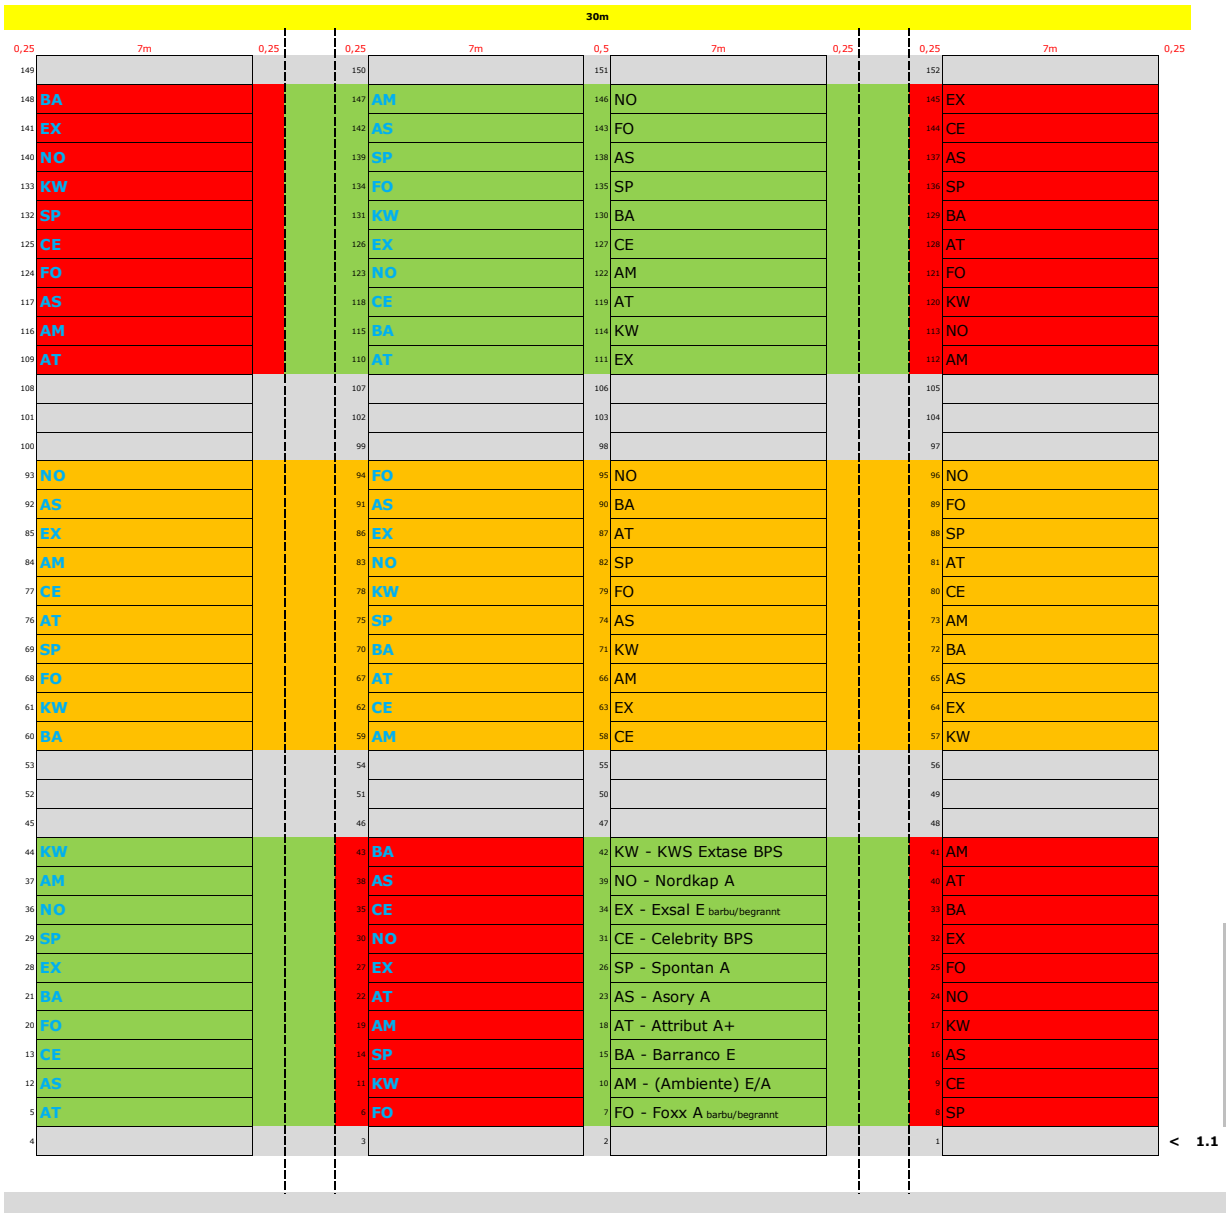 30m
0,25 7m 0,25 0,25 7m 0,5 7m 0,25 0,25 7m 0,25
149 150 151 152
148 BA 147 AM 146 NO 145 EX
141 EX 142 AS 143 FO 144 CE
140 NO 139 SP 138 AS 137 AS
133 KW 134 FO 135 SP 136 SP
132 SP 131 KW 130 BA 129 BA
125 CE 126 EX 127 CE 128 AT
124 FO 123 NO 122 AM 121 FO
117 AS 118 CE 119 AT 120 KW
116 AM 115 BA 114 KW 113 NO
109 AT 110 AT 111 EX 112 AM
108 107 106 105
101 102 103 104
100 99 98 97
93 NO 94 FO 95 NO 96 NO
92 AS 91 AS 90 BA 89 FO
85 EX 86 EX 87 AT 88 SP
84 AM 83 NO 82 SP 81 AT
77 CE 78 KW 79 FO 80 CE
76 AT 75 SP 74 AS 73 AM
69 SP 70 BA 71 KW 72 BA
68 FO 67 AT 66 AM 65 AS
61 KW 62 CE 63 EX 64 EX
60 BA 59 AM 58 CE 57 KW
53 54 55 56
52 51 50 49
45 46 47 48
44 KW 43 BA 42 KW - KWS Extase BPS 41 AM
37 AM 38 AS 39 NO - Nordkap A 40 AT
36 NO 35 CE 34 EX - Exsal E barbu/begrannt 33 BA
29 SP 30 NO 31 CE - Celebrity BPS 32 EX
28 EX 27 EX 26 SP - Spontan A 25 FO
21 BA 22 AT 23 AS - Asory A 24 NO
20 FO 19 AM 18 AT - Attribut A+ 17 KW
13 CE 14 SP 15 BA - Barranco E 16 AS
12 AS 11 KW 10 AM - (Ambiente) E/A 9 CE
5 AT 6 FO 7 FO - Foxx A barbu/begrannt 8 SP
4 3 2 1 < 1.1